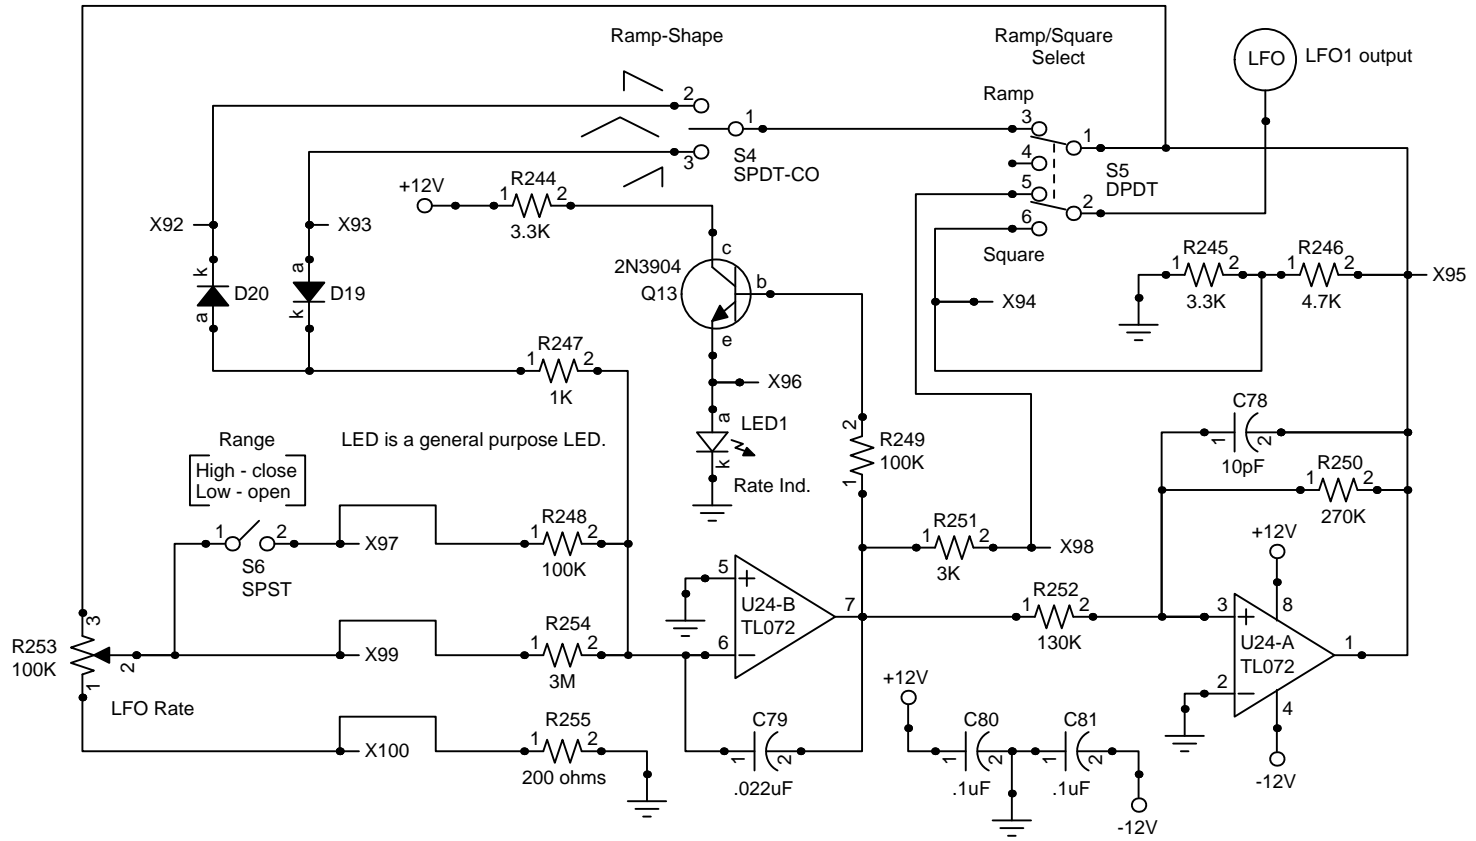 Ramp-Shape
Ramp/Square
Select
LFO
LFO1 output
Ramp
2
1
3
S4
SPDT-CO
3
1
4
S5
DPDT
5
2
6
Square
+12V
1 R244 2
3.3K
X92
X93
k
D20
a
a
D19
k
2N3904
Q13
c
b
e
X94
R245
1 2
3.3K
R246
1 2
4.7K
X95
R247
1 2
1K
X96
a
LED1
k
Rate Ind.
LED is a general purpose LED.
Range
High - close
Low - open
1 2
S6
SPST
X97
R248
1 2
100K
2
R249
100K
1
C78
1 2
10pF
R250
1 2
270K
R251
1 2
3K
X98
+12V
8
5
+
U24-B
TL072
7
6
R252
1 2
130K
3
+
U24-A
TL072
1
2
4
-12V
R253
100K
3
2
1
LFO Rate
X99
R254
1 2
3M
X100
R255
1 2
200 ohms
C79
1 2
.022uF
+12V
C80
1 2
.1uF
C81
1 2
.1uF
-12V